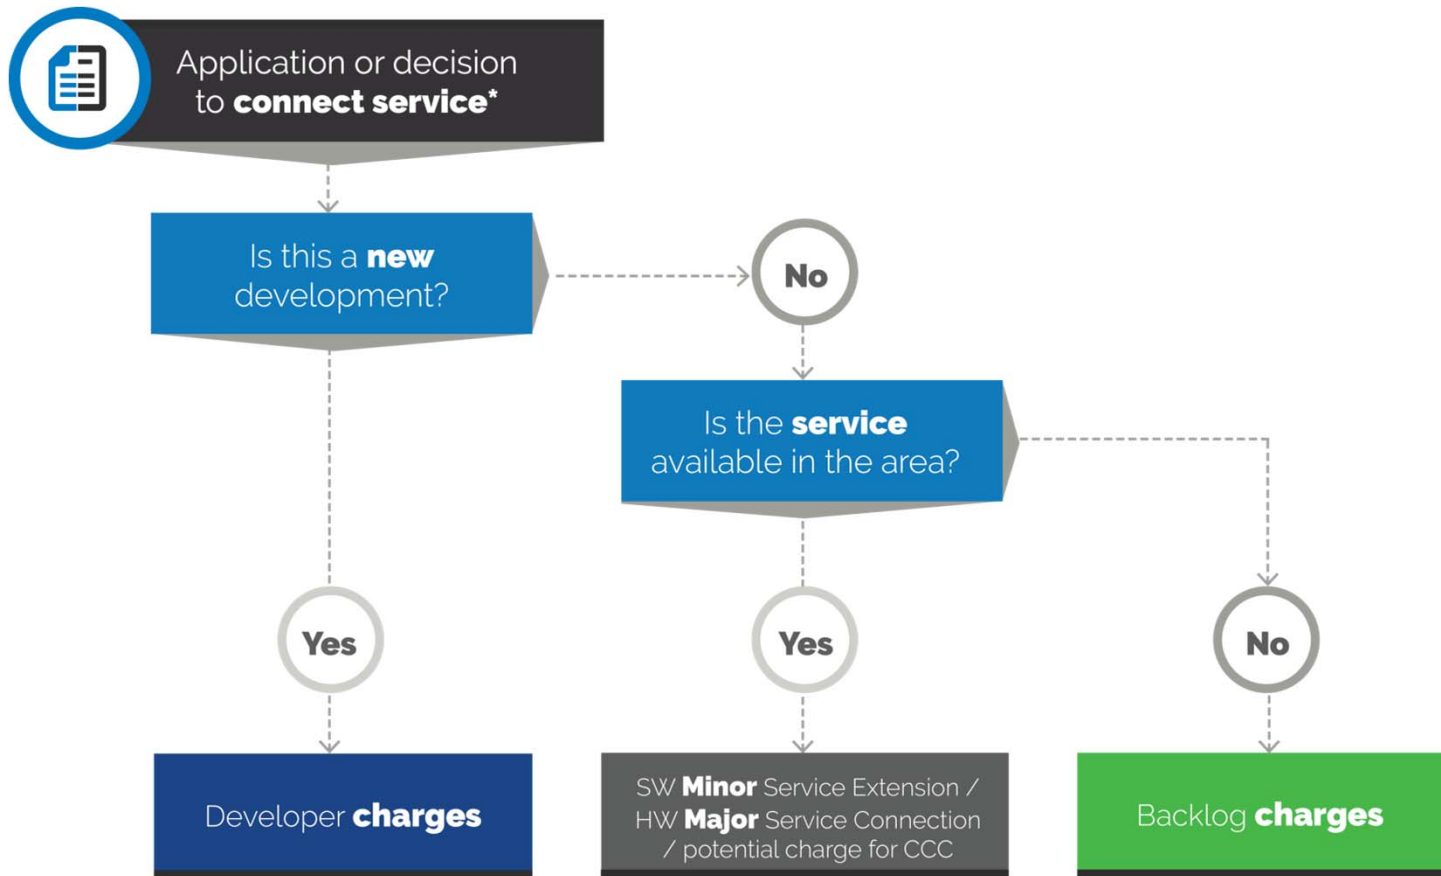 Application or decision
to connect service*
Is this a new
development?
No
Is the service
available in the area?
Yes
Yes
No
Developer charges
SW Minor Service Extension /
HW Major Service Connection
/ potential charge for CCC
Backlog charges